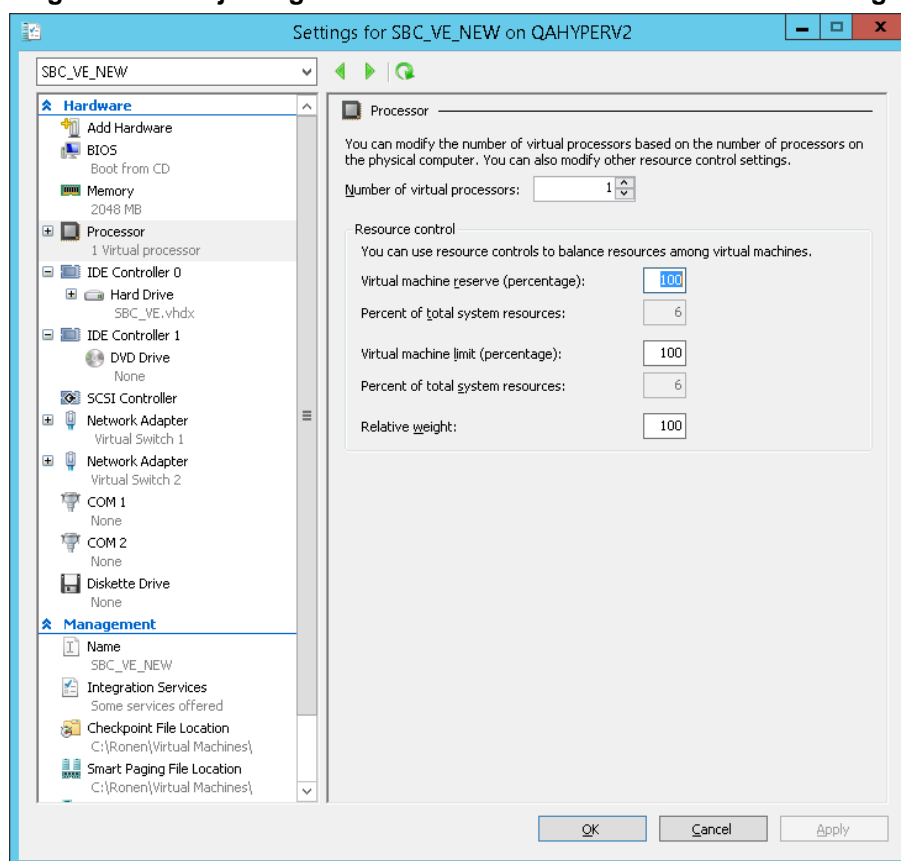 Settings for SBC_VE_NEW on QAHYPERV2
SBC_VE_NEW
Hardware
Add Hardware
BIOS
Boot from CD
Memory
2048 MB
Processor
1 Virtual processor
IDE Controller 0
Hard Drive
SBC_VE.vhdx
IDE Controller 1
DVD Drive
None
SCSI Controller
Network Adapter
Virtual Switch 1
Network Adapter
Virtual Switch 2
COM 1
None
COM 2
None
Diskette Drive
None
Management
Name
SBC_VE_NEW
Integration Services
Some services offered
Checkpoint File Location
C:\Ronen\Virtual Machines\
Smart Paging File Location
C:\Ronen\Virtual Machines\
Processor
You can modify the number of virtual processors based on the number of processors on
the physical computer. You can also modify other resource control settings.
Number of virtual processors: 1
Resource control
You can use resource controls to balance resources among virtual machines.
Virtual machine reserve (percentage): 100
Percent of total system resources: 6
Virtual machine limit (percentage): 100
Percent of total system resources: 6
Relative weight: 100
OK Cancel Apply